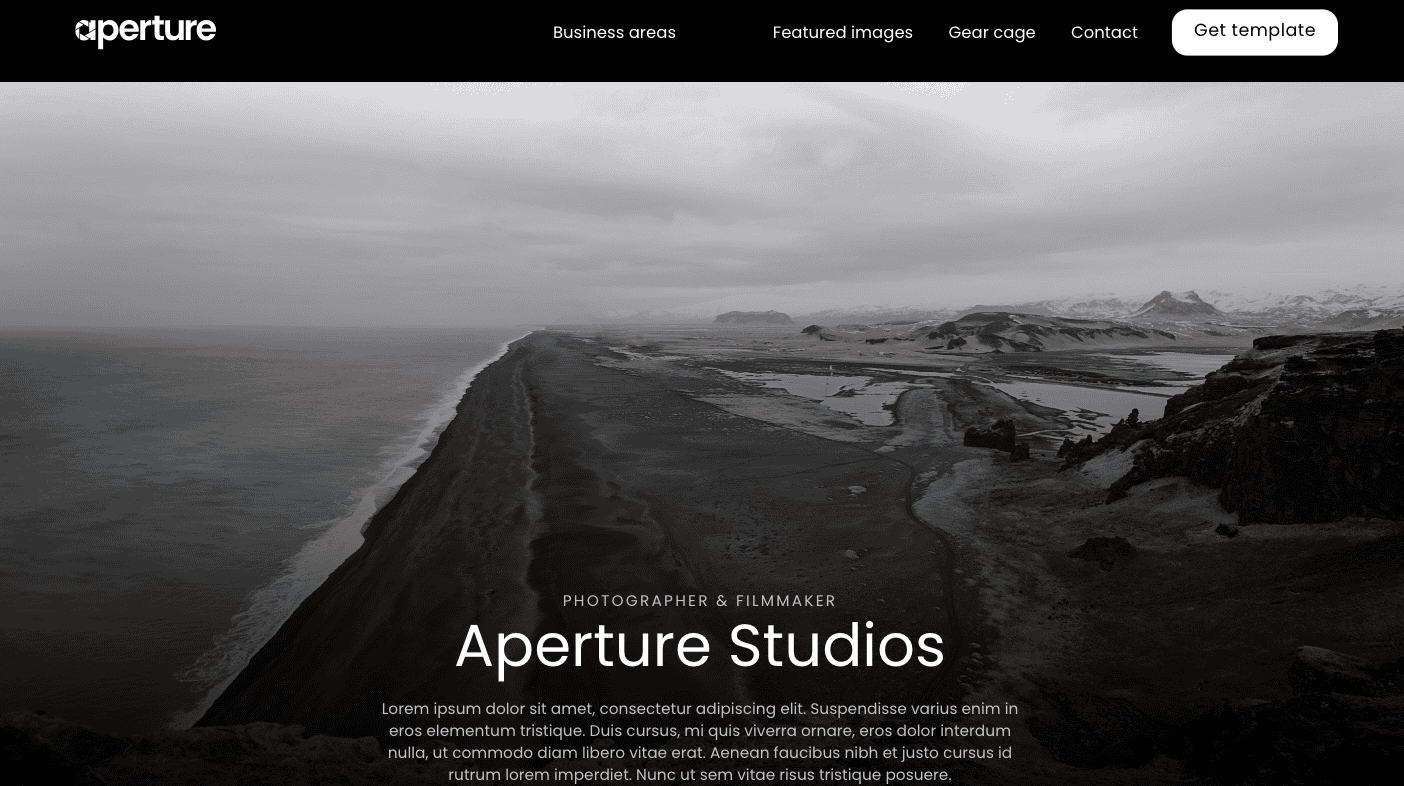 aperture
Business areas
Featured images
Gear cage
Contact
Get template
PHOTOGRAPHER & FILMMAKER
Aperture Studios
Lorem ipsum dolor sit amet, consectetur adipiscing elit. Suspendisse varius enim in
eros elementum tristique. Duis cursus, mi quis viverra ornare, eros dolor interdum
nulla, ut commodo diam libero vitae erat. Aenean faucibus nibh et justo cursus id
rutrum lorem imperdiet. Nunc ut sem vitae risus tristique posuere.